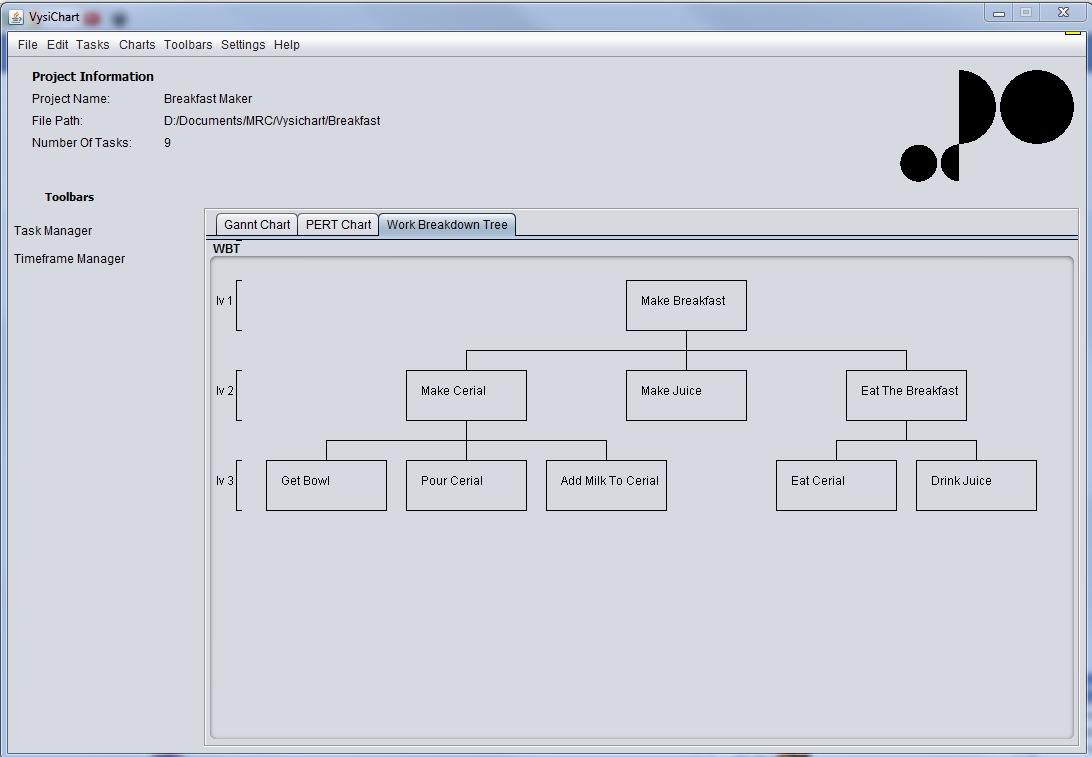 VysiChart
File Edit Tasks Charts Toolbars Settings Help
Project Information
Project Name: Breakfast Maker
File Path: D:/Documents/MRC/Vysichart/Breakfast
Number Of Tasks: 9
Toolbars
Task Manager
Timeframe Manager
Gannt Chart PERT Chart Work Breakdown Tree
WBT
lv 1 Make Breakfast
lv 2 Make Cerial Make Juice Eat The Breakfast
lv 3 Get Bowl Pour Cerial Add Milk To Cerial Eat Cerial Drink Juice